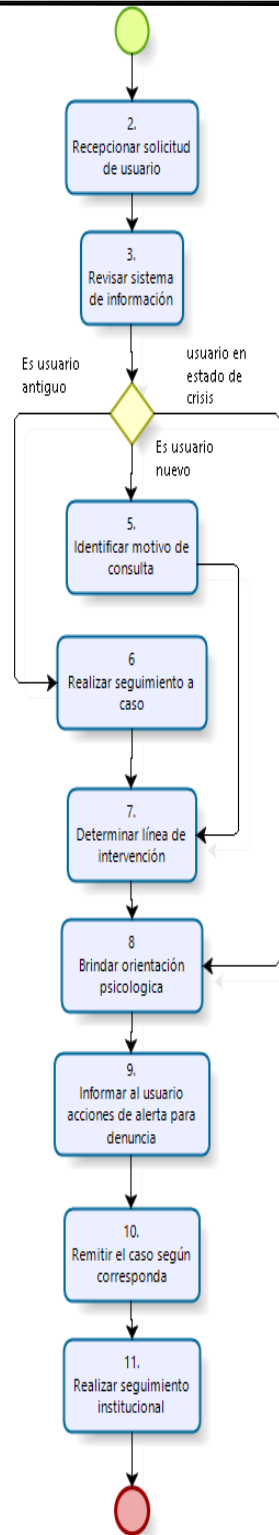 2.
Recepcionar solicitud
de usuario
3.
Revisar sistema
de información
Es usuario
antiguo
usuario en
estado de
crisis
Es usuario
nuevo
5.
Identificar motivo de
consulta
6
Realizar seguimiento a
caso
7.
Determinar línea de
intervención
8
Brindar orientación
psicologica
9.
Informar al usuario
acciones de alerta para
denuncia
10.
Remitir el caso según
corresponda
11.
Realizar seguimiento
institucional